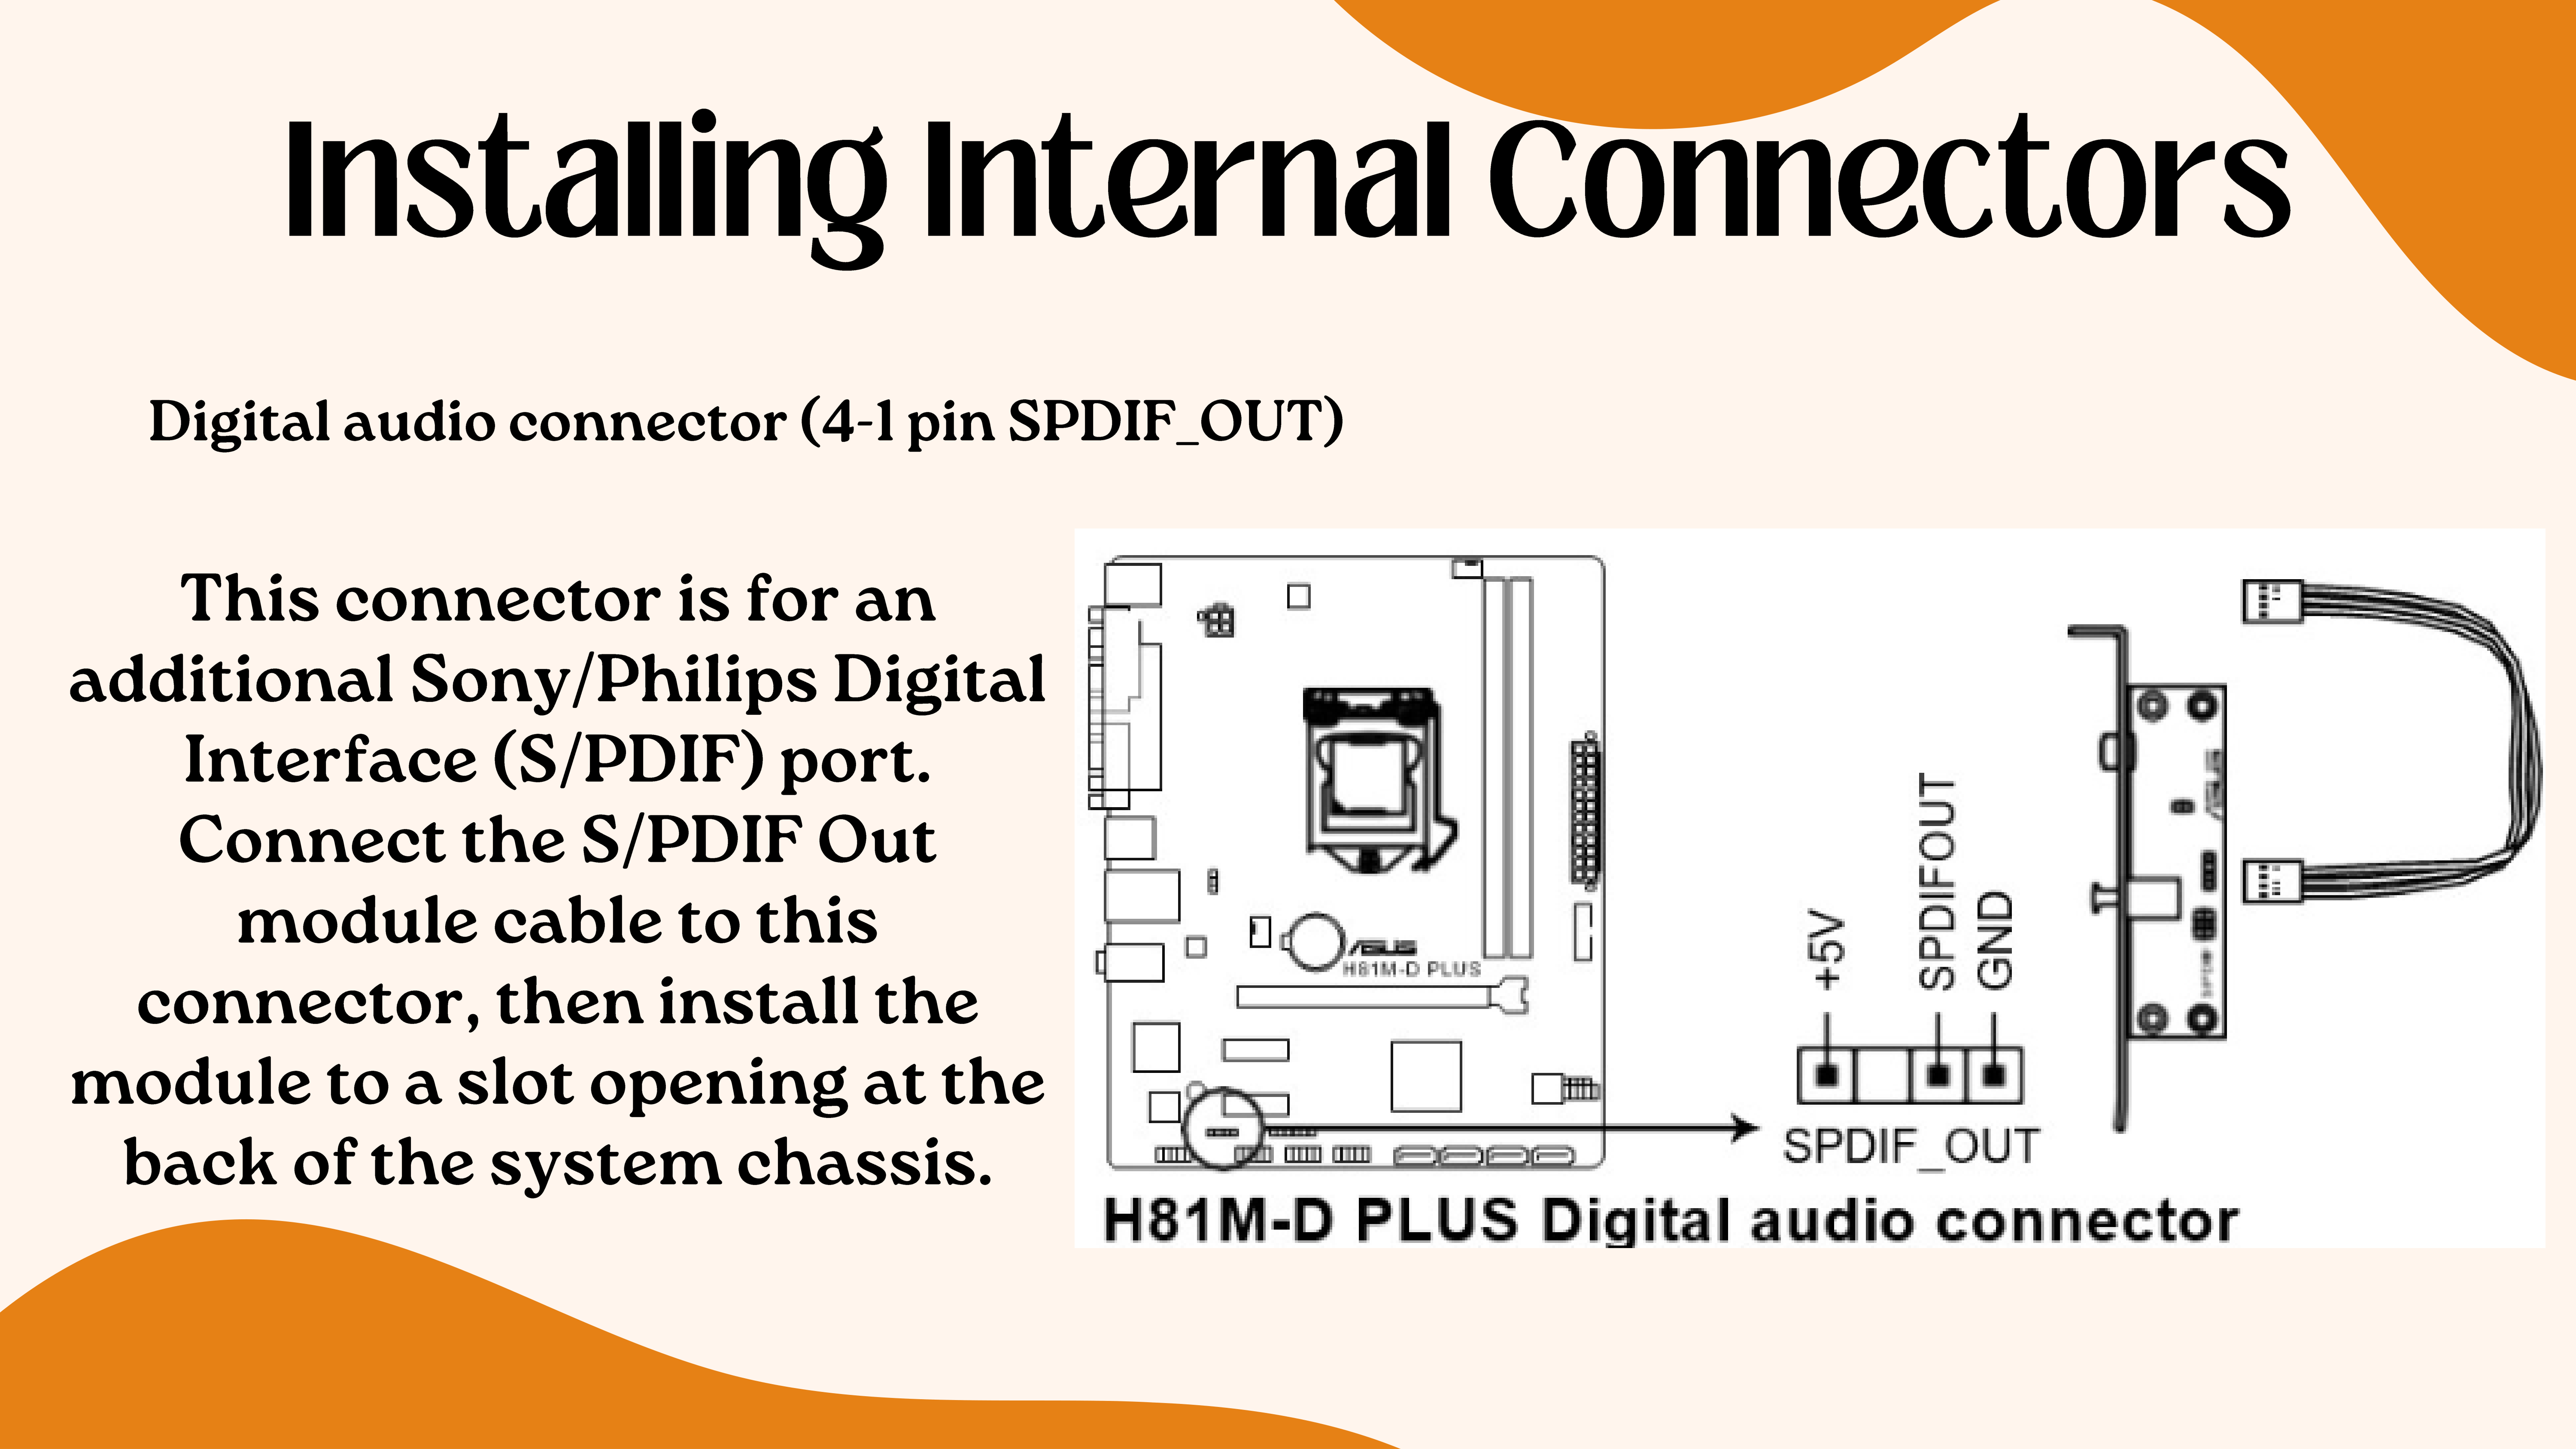 Installing Internal Connectors
Digital audio connector (4-1 pin SPDIF_OUT)
This connector is for an
additional Sony/Philips Digital
Interface (S/PDIF) port.
Connect the S/PDIF Out
module cable to this
connector, then install the
module to a slot opening at the
back of the system chassis.
ASUS
H81M-D PLUS
+5V
SPDIFOUT
GND
SPDIF_OUT
ASUS
H81M-D PLUS Digital audio connector